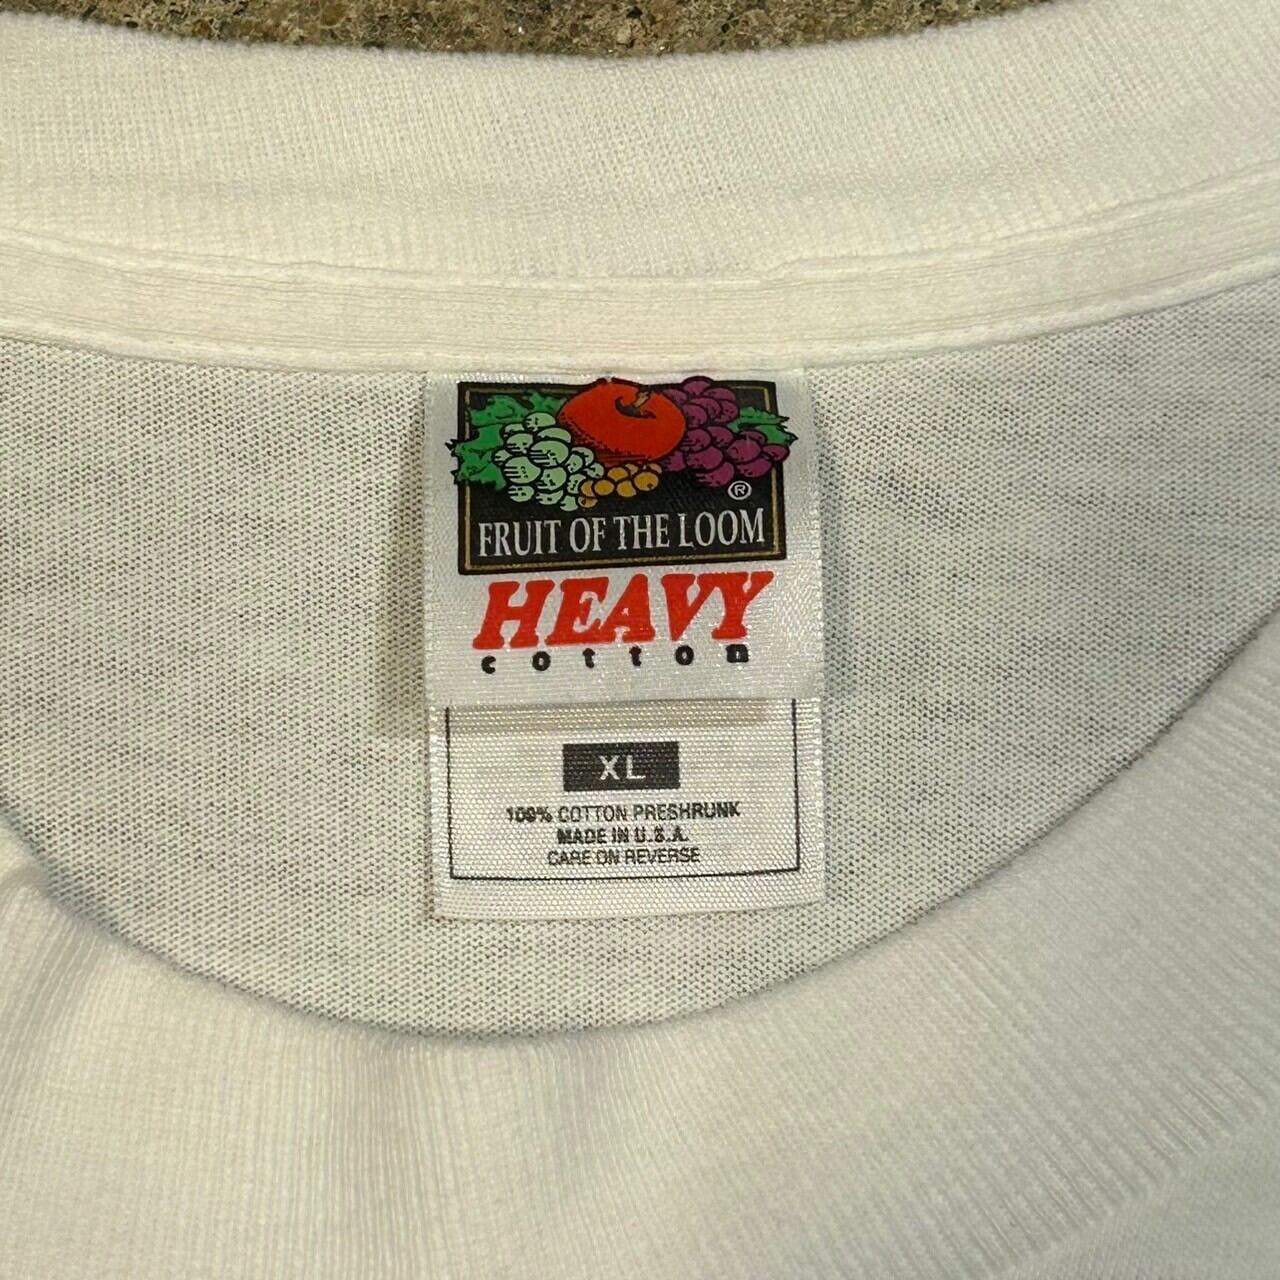 ®
FRUIT OF THE LOOM
HEAVY
cotton
XL
100% COTTON PRESHRUNK
MADE IN U.S.A.
CARE ON REVERSE